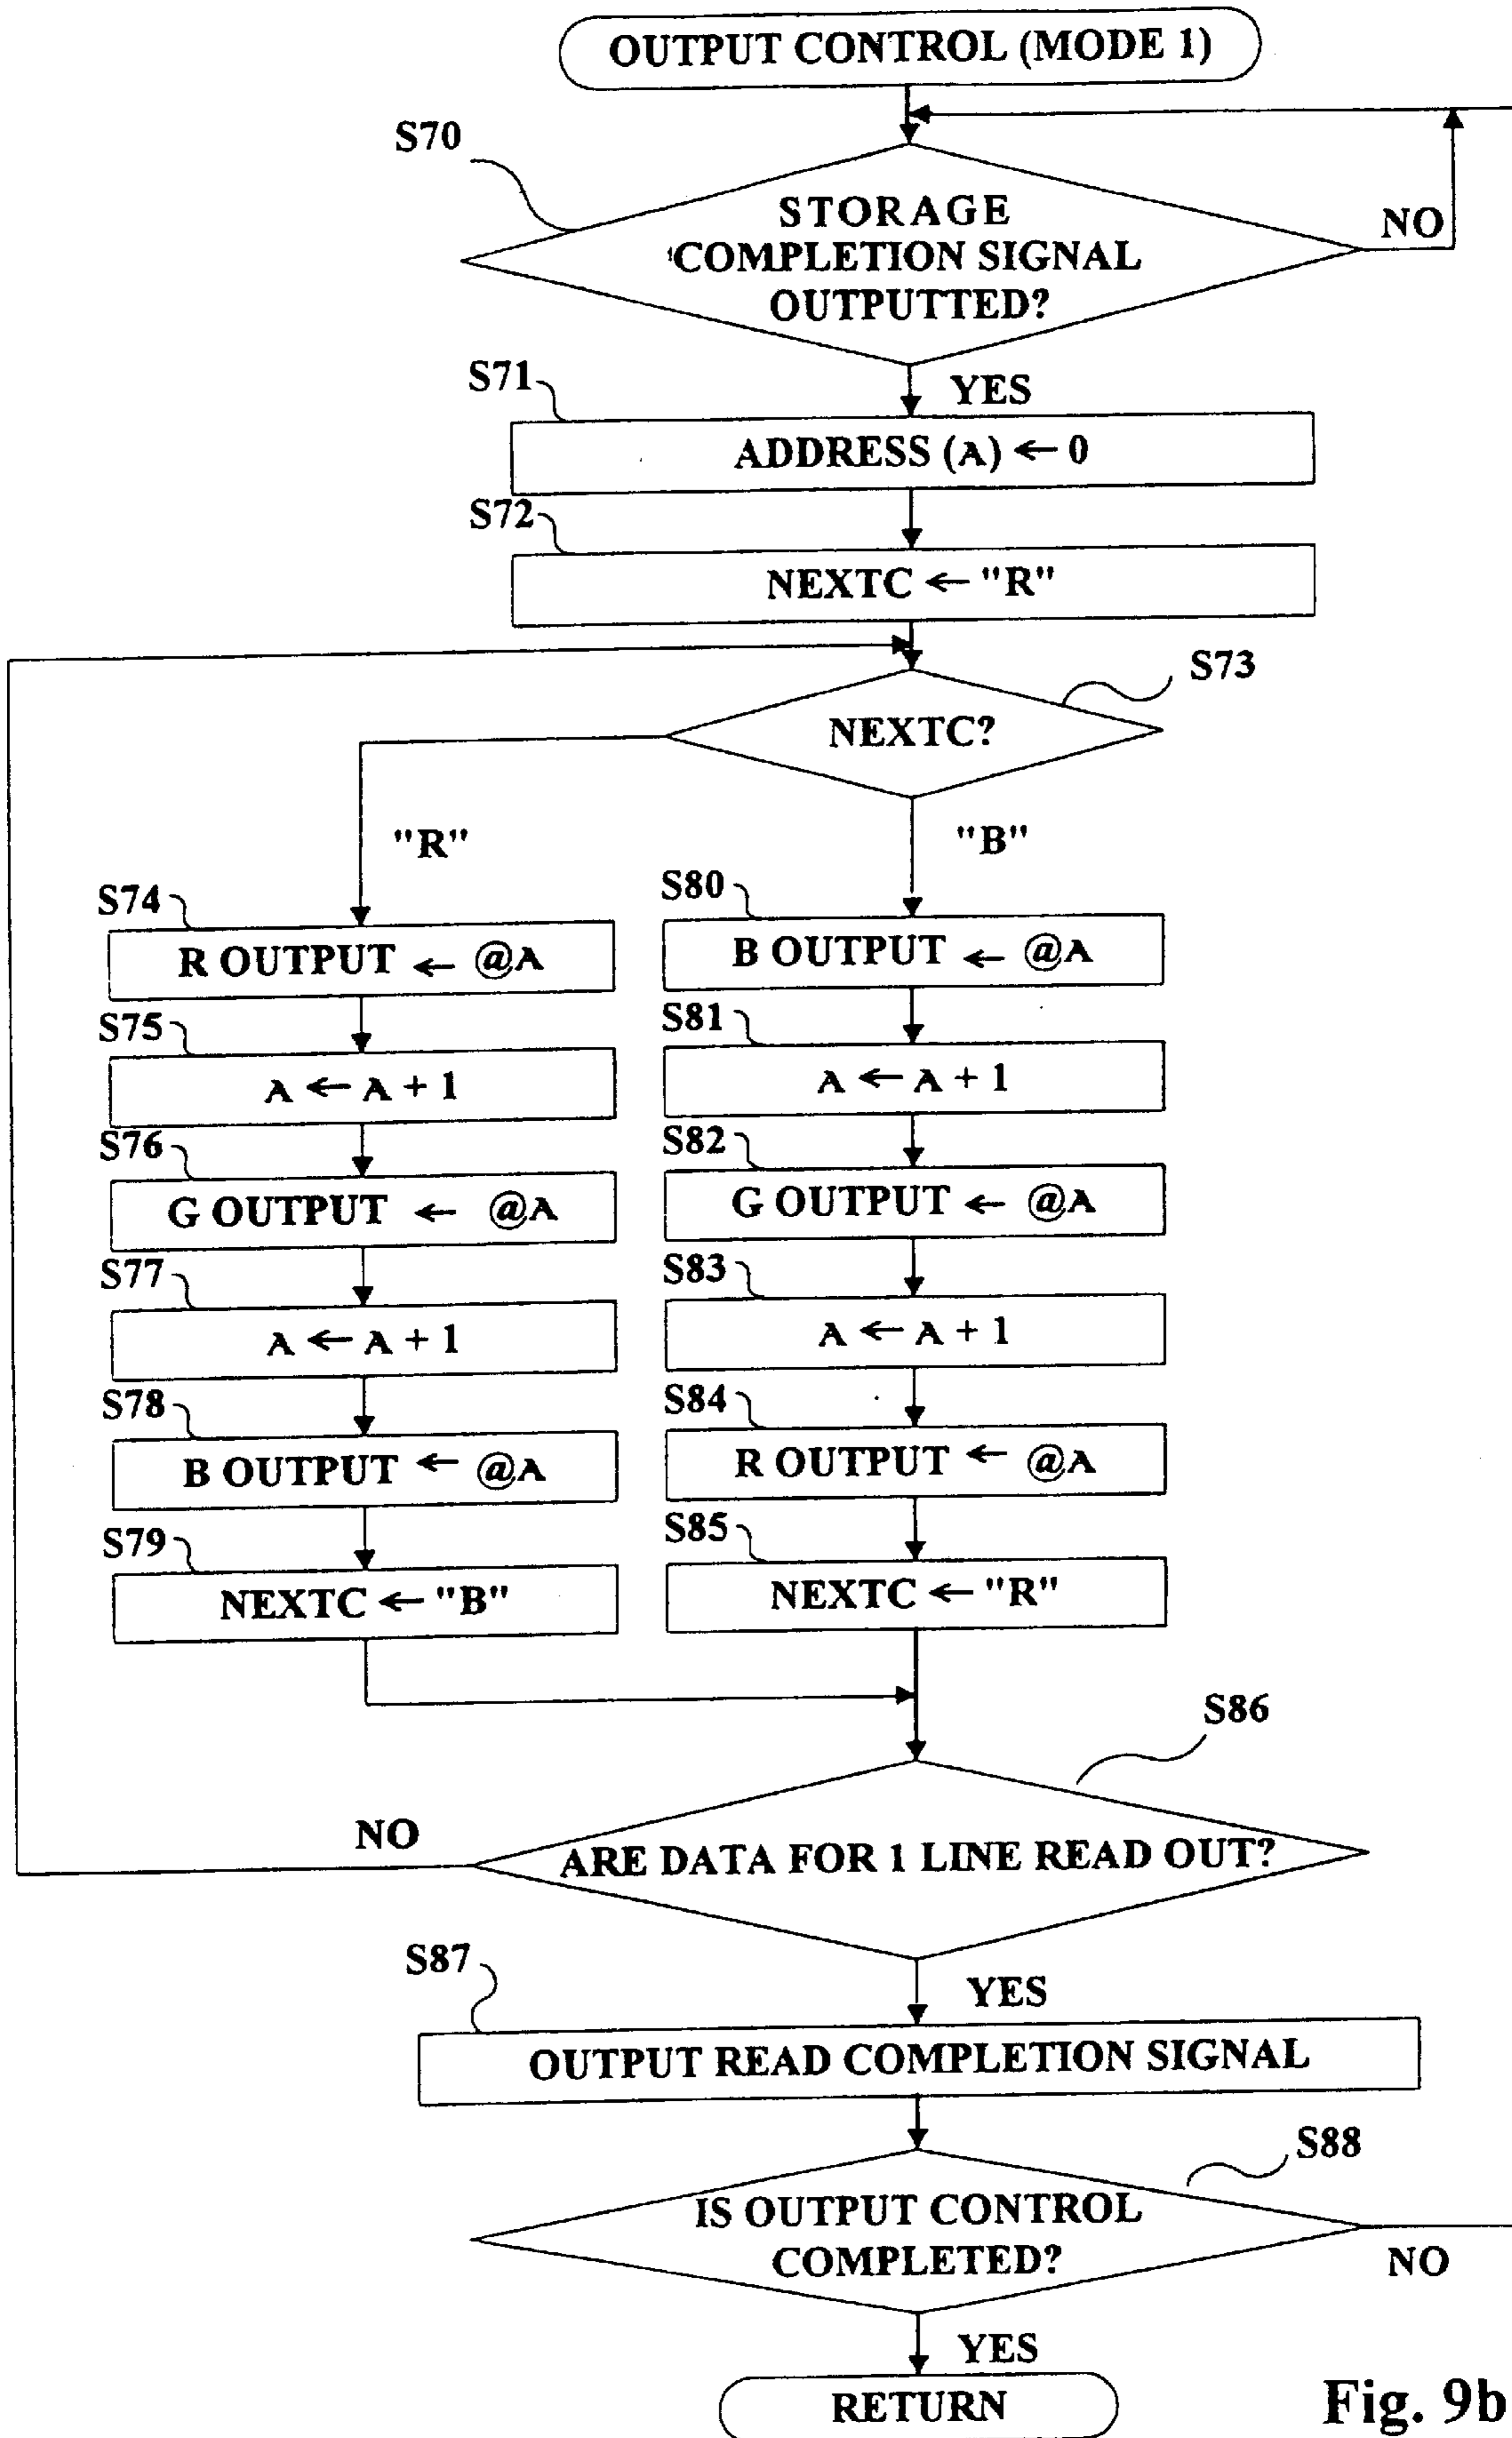 OUTPUT CONTROL (MODE 1)
S70
STORAGE
COMPLETION SIGNAL
OUTPUTTED?
NO
YES
S71
ADDRESS (A) ← 0
S72
NEXTC ← "R"
S73
NEXTC?
"R"
"B"
S74
R OUTPUT ← @A
S75
A ← A + 1
S76
G OUTPUT ← @A
S77
A ← A + 1
S78
B OUTPUT ← @A
S79
NEXTC ← "B"
S80
B OUTPUT ← @A
S81
A ← A + 1
S82
G OUTPUT ← @A
S83
A ← A + 1
S84
R OUTPUT ← @A
S85
NEXTC ← "R"
S86
NO
ARE DATA FOR 1 LINE READ OUT?
YES
S87
OUTPUT READ COMPLETION SIGNAL
S88
IS OUTPUT CONTROL
COMPLETED?
NO
YES
RETURN
Fig. 9b